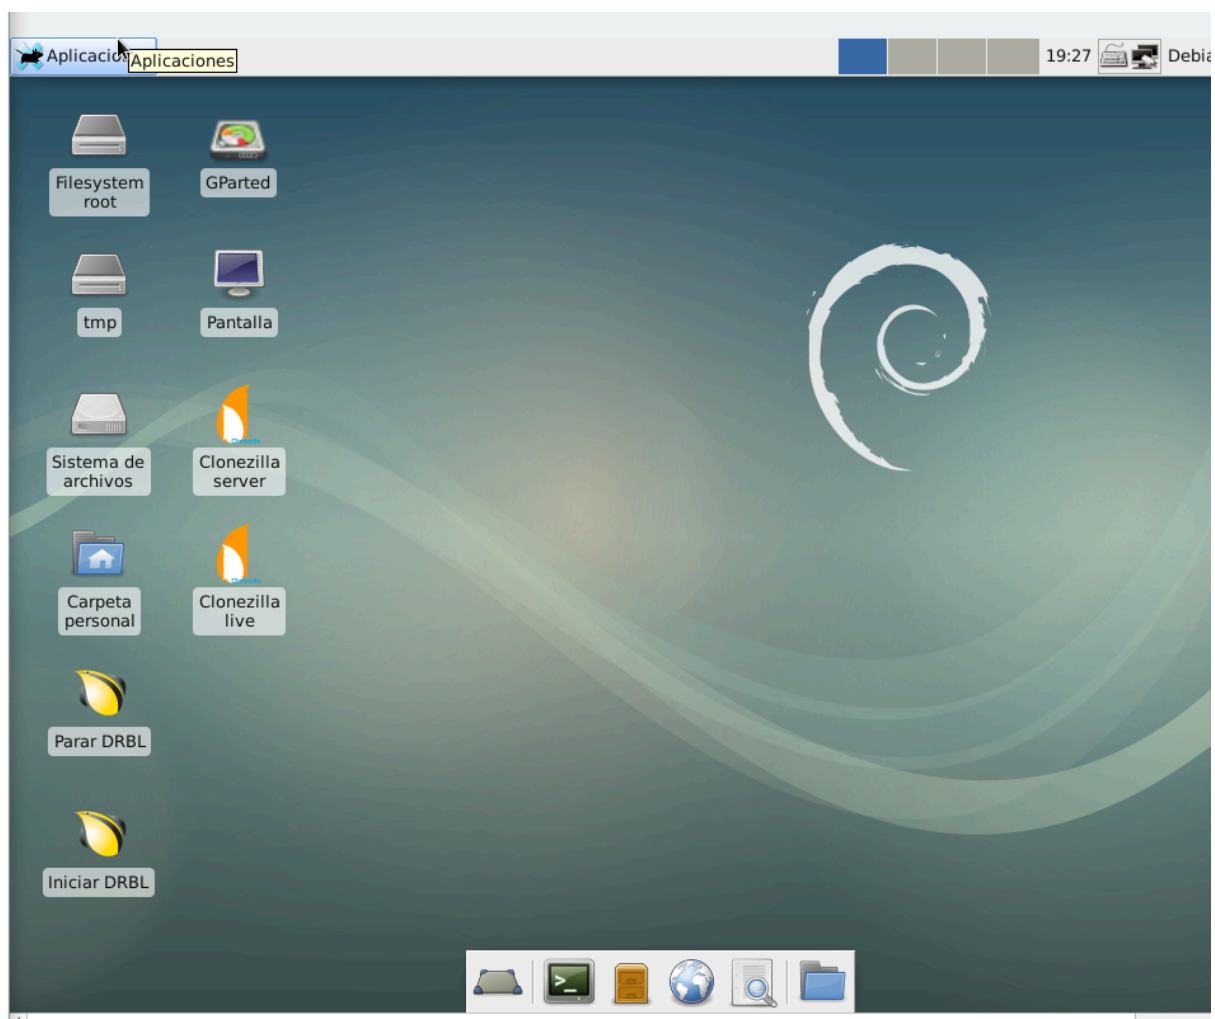 Aplicacio
Aplicaciones
19:27
Debia
Filesystem
root
GParted
tmp
Pantalla
Sistema de
archivos
Clonezilla
server
Carpeta
personal
Clonezilla
live
Parar DRBL
Iniciar DRBL